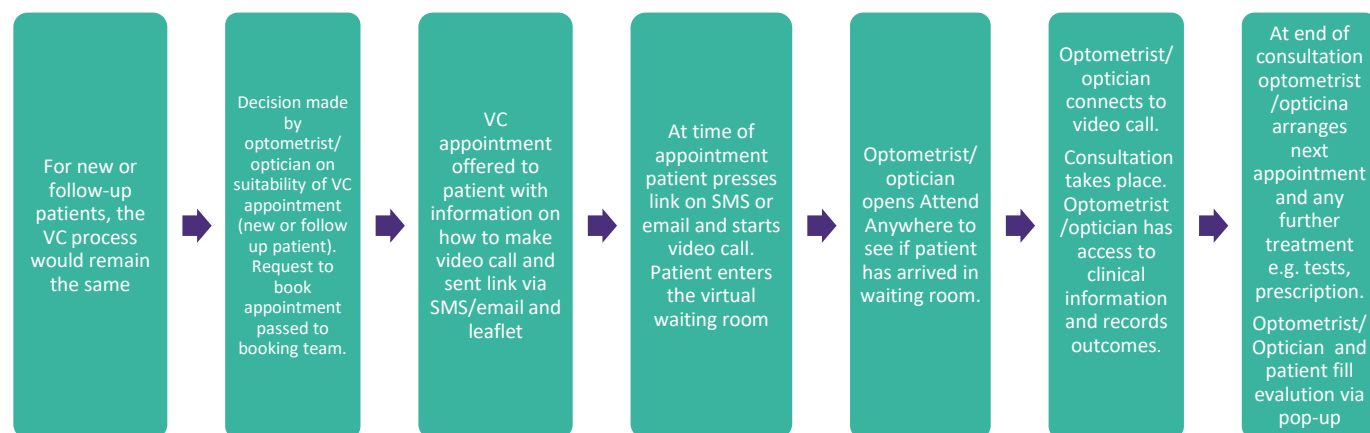 For new or
follow-up
patients, the
VC process
would remain
the same
Decision made
by
optometrist/
optician on
suitability of VC
appointment
(new or follow
up patient).
Request to
book
appointment
passed to
booking team.
VC
appointment
offered to
patient with
information on
how to make
video call and
sent link via
SMS/email and
leaflet
At time of
appointment
patient presses
link on SMS or
email and starts
video call.
Patient enters
the virtual
waiting room
Optometrist/
optician
opens Attend
Anywhere to
see if patient
has arrived in
waiting room.
Optometrist/
optician
connects to
video call.
Consultation
takes place.
Optometrist
/optician has
access to
clinical
information
and records
outcomes.
At end of
consultation
optometrist
/opticina
arranges
next
appointment
and any
further
treatment
e.g. tests,
prescription.
Optometrist/
Optician and
patient fill
evalution via
pop-up